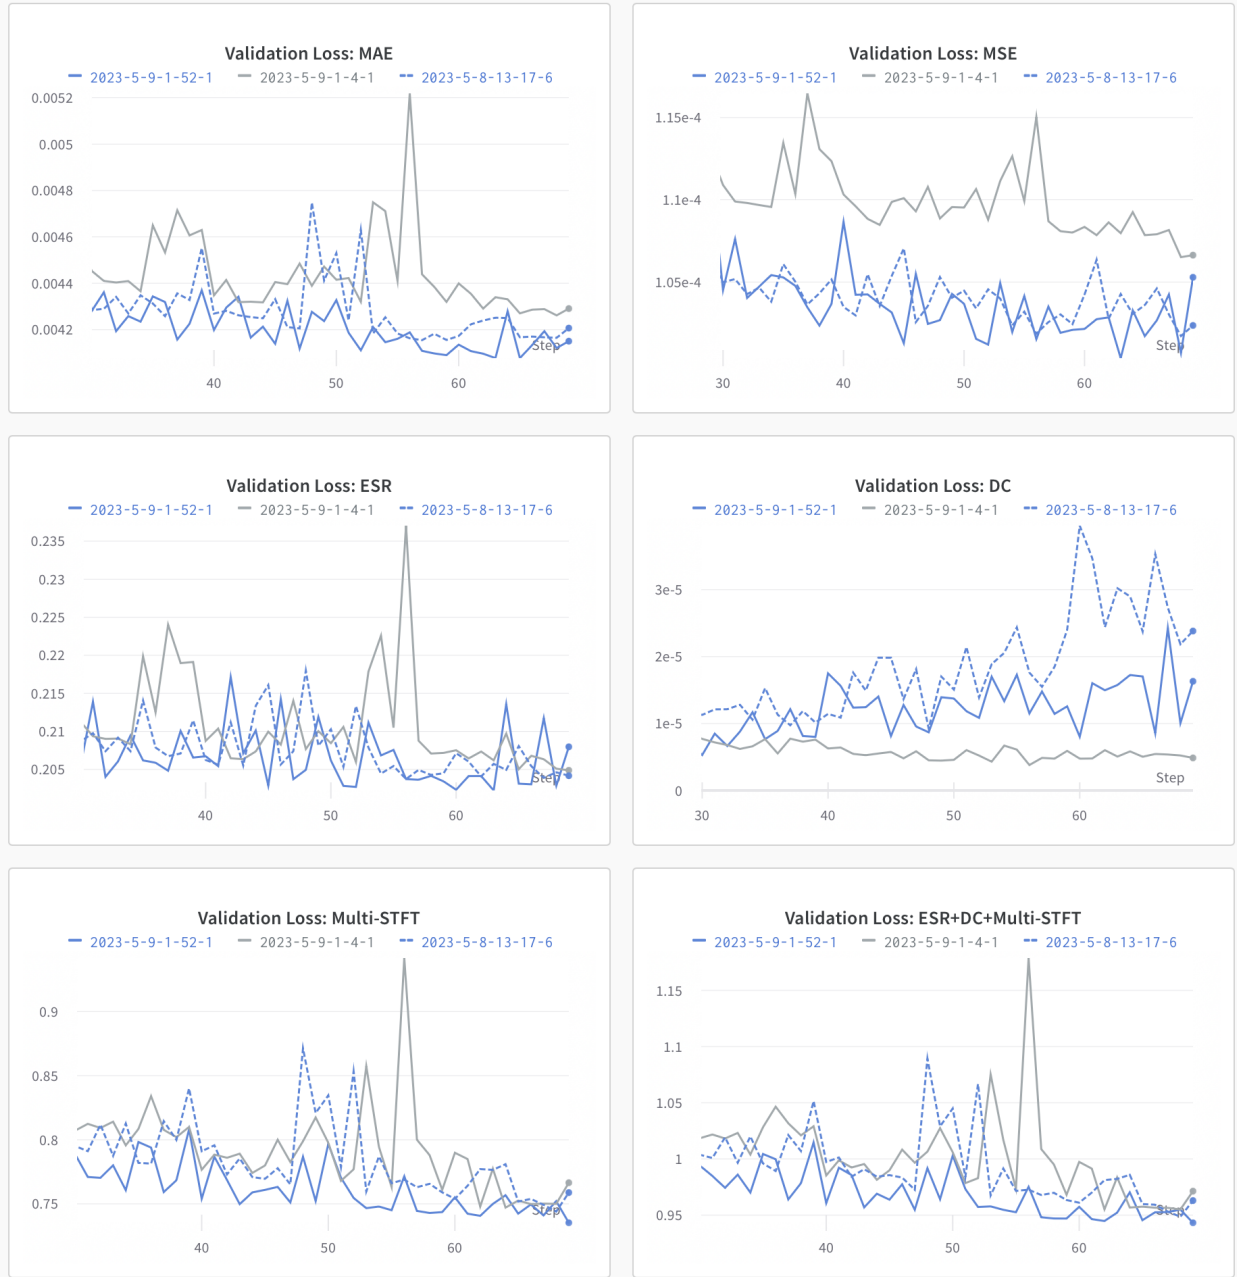 Validation Loss: MAE
2023-5-9-1-52-1 2023-5-9-1-4-1 2023-5-8-13-17-6
0.0052
0.005
0.0048
0.0046
0.0044
0.0042
Step
40 50 60
Validation Loss: MSE
2023-5-9-1-52-1 2023-5-9-1-4-1 2023-5-8-13-17-6
1.15e-4
1.1e-4
1.05e-4
Step
30 40 50 60
Validation Loss: ESR
2023-5-9-1-52-1 2023-5-9-1-4-1 2023-5-8-13-17-6
0.235
0.23
0.225
0.22
0.215
0.21
0.205
Step
40 50 60
Validation Loss: DC
2023-5-9-1-52-1 2023-5-9-1-4-1 2023-5-8-13-17-6
3e-5
2e-5
1e-5
Step
0
30 40 50 60
Validation Loss: Multi-STFT
2023-5-9-1-52-1 2023-5-9-1-4-1 2023-5-8-13-17-6
0.9
0.85
0.8
0.75
Step
40 50 60
Validation Loss: ESR+DC+Multi-STFT
2023-5-9-1-52-1 2023-5-9-1-4-1 2023-5-8-13-17-6
1.15
1.1
1.05
1
0.95
Step
40 50 60